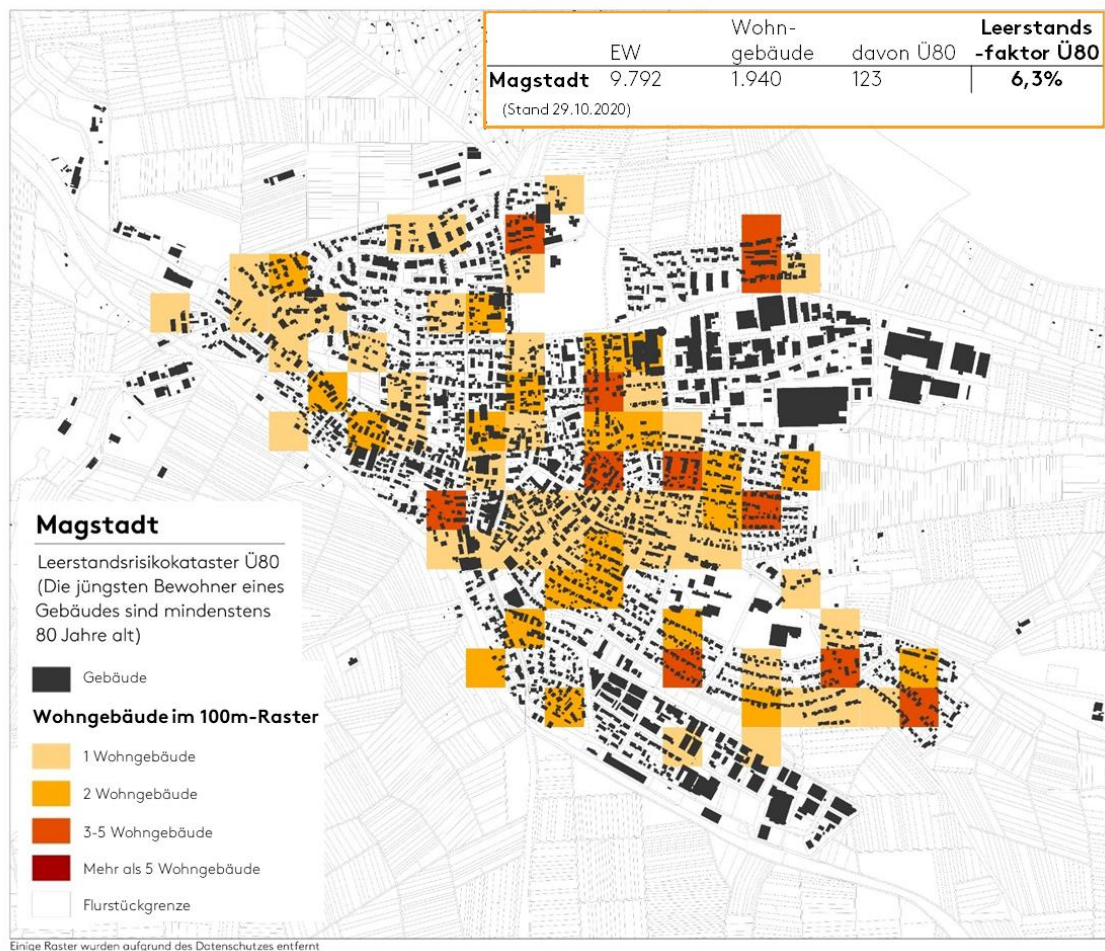 EW Wohn-gebäude davon Ü80 Leerstands-faktor Ü80
Magstadt 9.792 1.940 123 6,3%
(Stand 29.10.2020)
Magstadt
Leerstandsrisikokataster Ü80
(Die jüngsten Bewohner eines
Gebäudes sind mindestens
80 Jahre alt)
Gebäude
Wohngebäude im 100m-Raster
1 Wohngebäude
2 Wohngebäude
3-5 Wohngebäude
Mehr als 5 Wohngebäude
Flurstückgrenze
Einige Raster wurden aufgrund des Datenschutzes entfernt